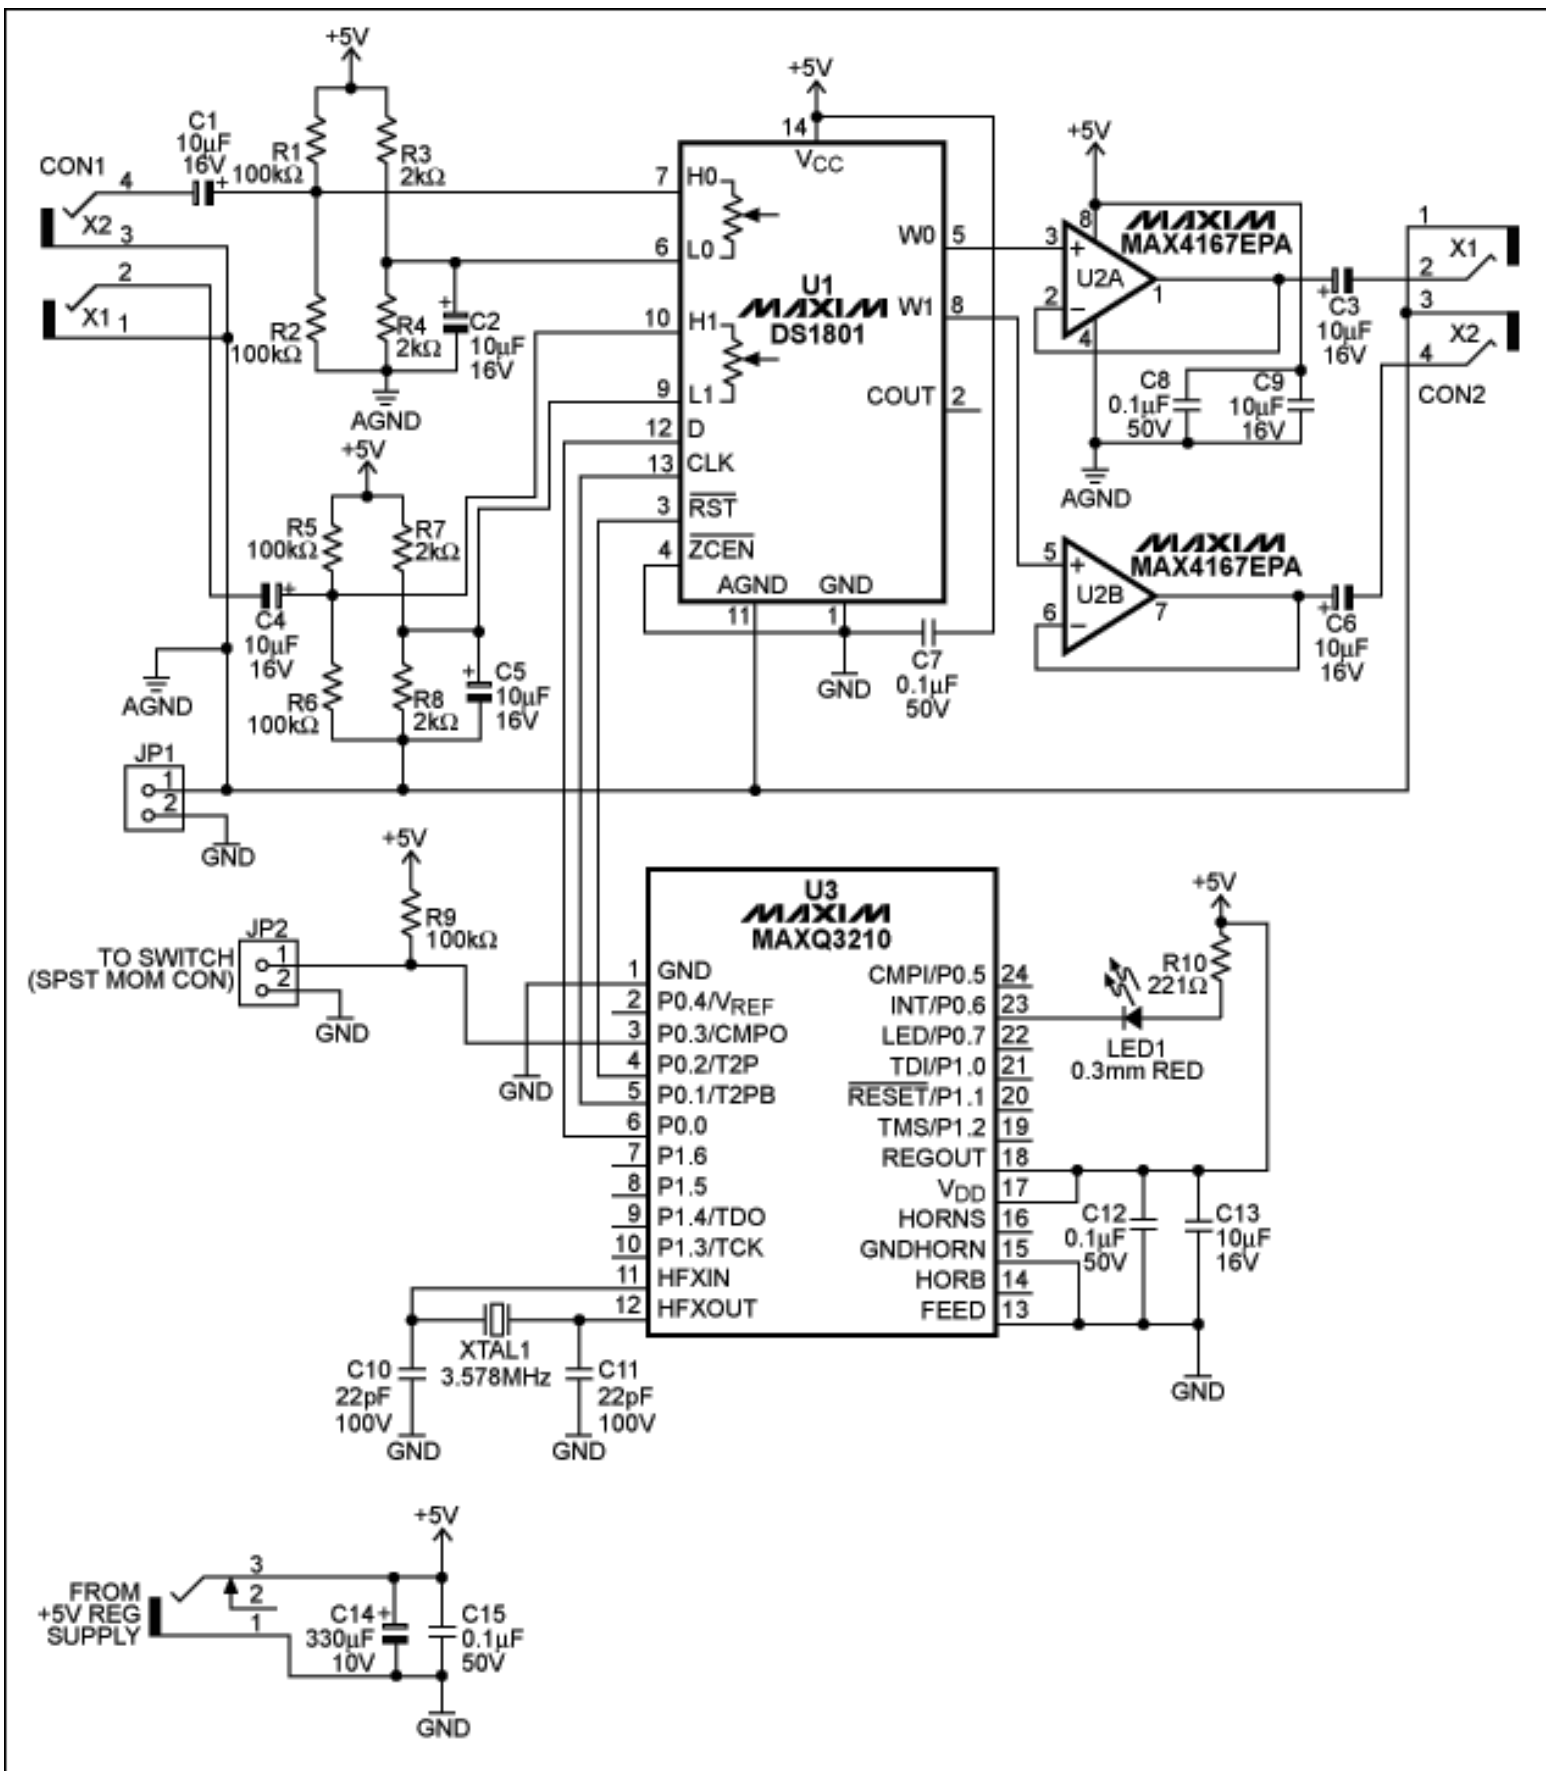 +5V
C1
10µF
16V
R1
100kΩ
R3
2kΩ
CON1
4
X2
3
2
X1
1
R2
100kΩ
R4
2kΩ
C2
10µF
16V
AGND
+5V
14
VCC
7
H0
6
L0
10
H1
9
L1
12
D
13
CLK
3
RST
4
ZCEN
AGND
11
GND
1
U1
MAXIM
DS1801
W0
5
W1
8
COUT
2
GND
C7
0.1µF
50V
+5V
8
MAXIM
MAX4167EPA
3
+
U2A
2
−
1
4
+
C3
10µF
16V
C8
0.1µF
50V
C9
10µF
16V
AGND
1
X1
2
3
X2
4
CON2
MAXIM
MAX4167EPA
5
+
U2B
6
−
7
+
C6
10µF
16V
+5V
R5
100kΩ
R7
2kΩ
+
C4
10µF
16V
R6
100kΩ
R8
2kΩ
+
C5
10µF
16V
AGND
JP1
1
2
GND
+5V
R9
100kΩ
JP2
TO SWITCH
(SPST MOM CON)
1
2
GND
GND
U3
MAXIM
MAXQ3210
1
GND
2
P0.4/VREF
3
P0.3/CMPO
4
P0.2/T2P
5
P0.1/T2PB
6
P0.0
7
P1.6
8
P1.5
9
P1.4/TDO
10
P1.3/TCK
11
HFXIN
12
HFXOUT
CMPI/P0.5
24
INT/P0.6
23
LED/P0.7
22
TDI/P1.0
21
RESET/P1.1
20
TMS/P1.2
19
REGOUT
18
VDD
17
HORNS
16
GNDHORN
15
HORB
14
FEED
13
+5V
R10
221Ω
LED1
0.3mm RED
C12
0.1µF
50V
C13
10µF
16V
GND
XTAL1
3.578MHz
C10
22pF
100V
GND
C11
22pF
100V
GND
+5V
FROM
+5V REG
SUPPLY
3
2
1
C14
+
330µF
10V
C15
0.1µF
50V
GND